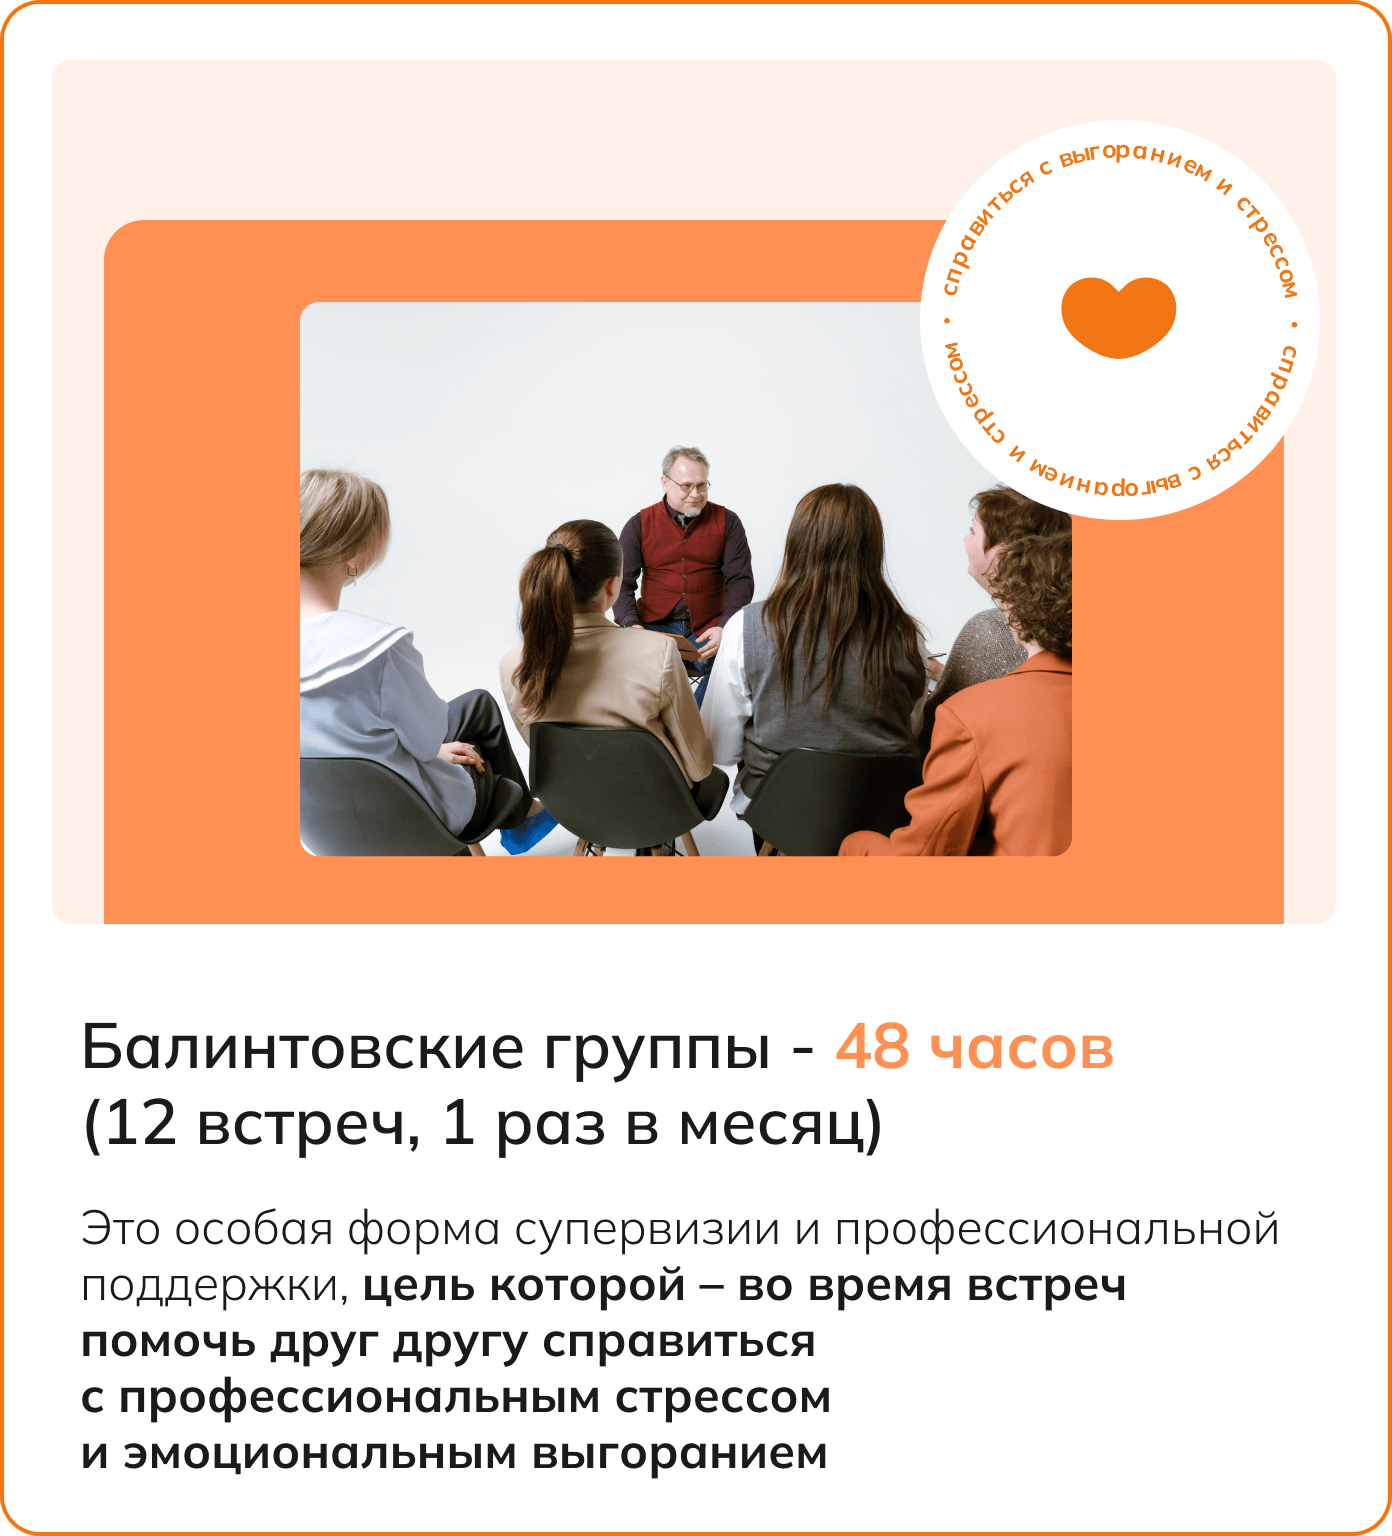 справиться с выгоранием и стрессом • справиться с выгоранием и стрессом •
Балинтовские группы - 48 часов
(12 встреч, 1 раз в месяц)
Это особая форма супервизии и профессиональной
поддержки, цель которой – во время встреч
помочь друг другу справиться
с профессиональным стрессом
и эмоциональным выгоранием